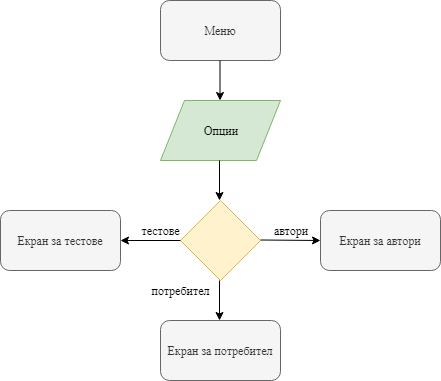 Меню
Опции
тестове
автори
Екран за тестове
Екран за автори
потребител
Екран за потребител